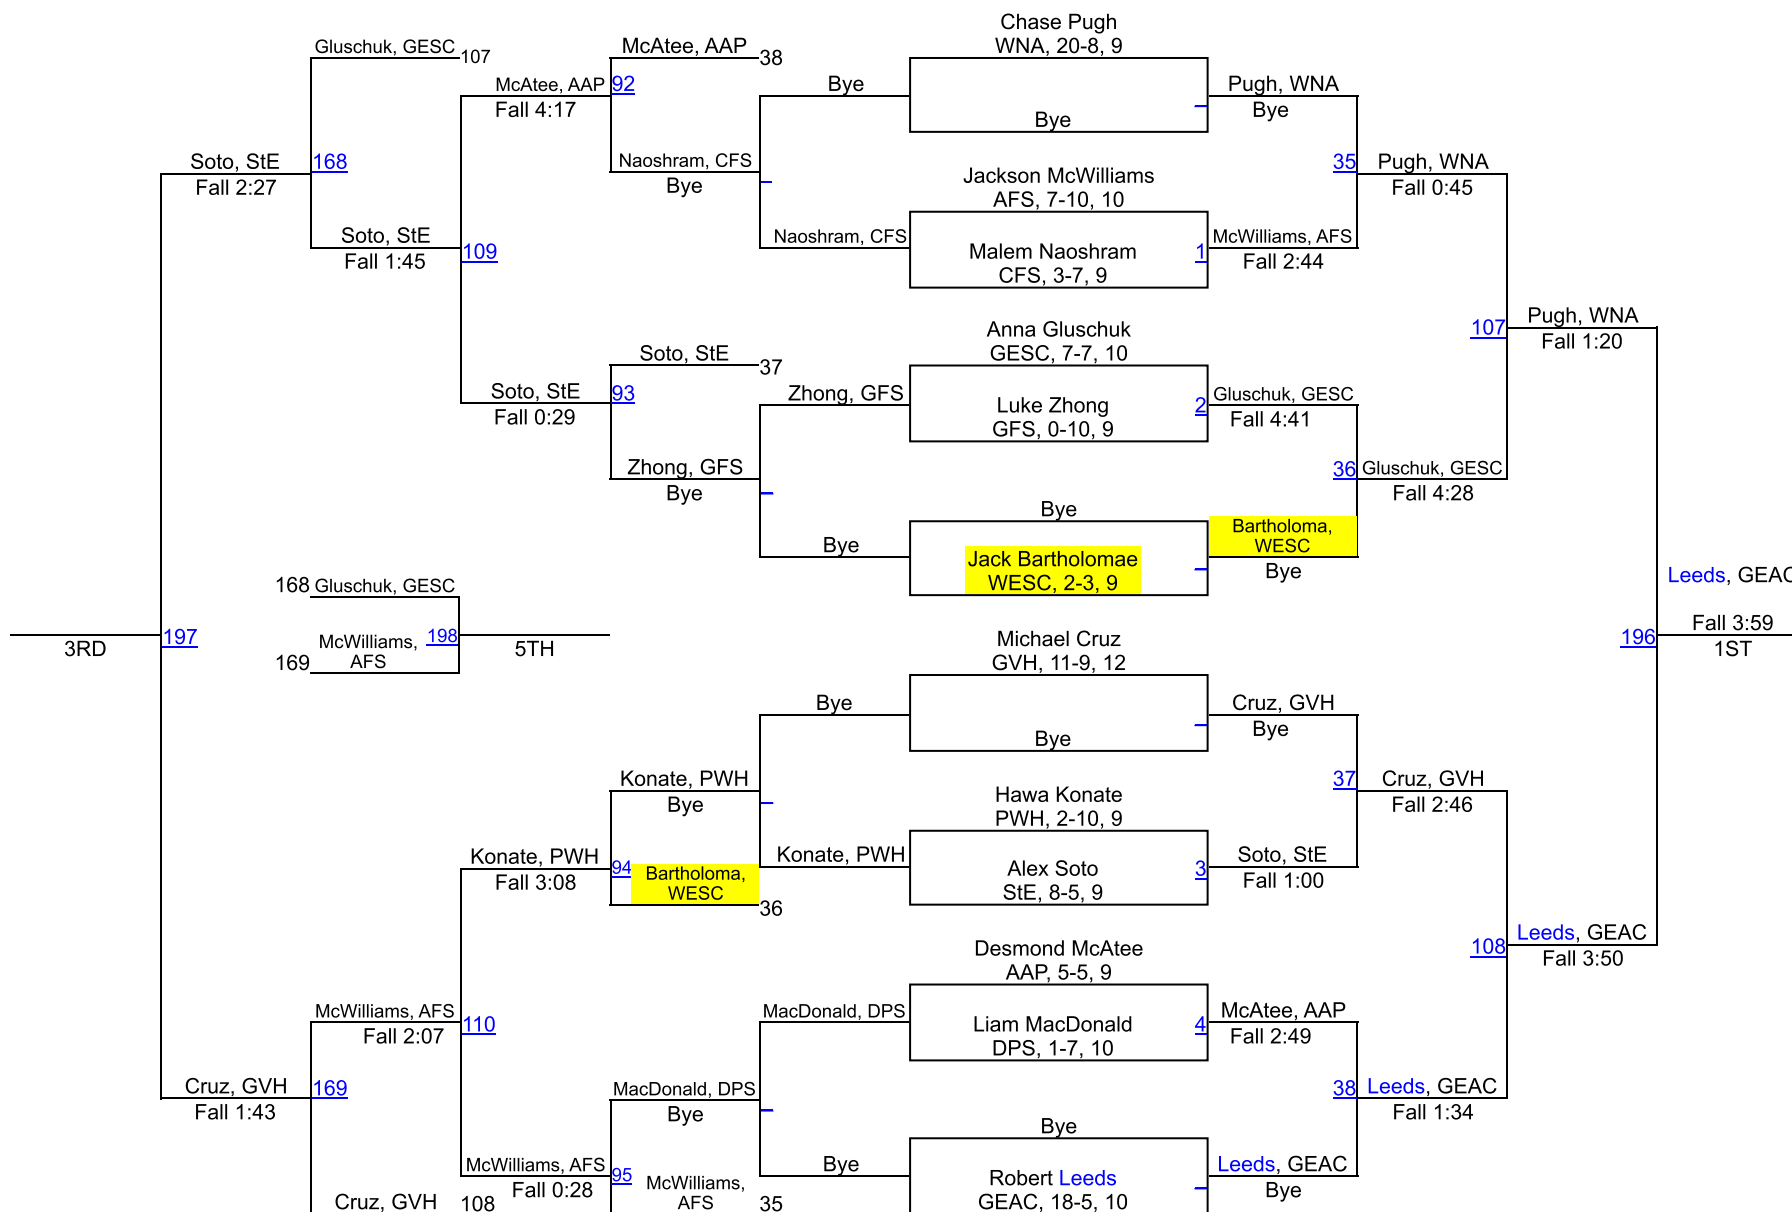 Chase Pugh
WNA, 20-8, 9
Gluschuk, GESC 107
McAtee, AAP 38
McAtee, AAP 92
Fall 4:17
Bye
Bye
Pugh, WNA
Bye
Soto, StE 168
Fall 2:27
Naoshram, CFS
Bye
35 Pugh, WNA
Fall 0:45
Jackson McWilliams
AFS, 7-10, 10
Soto, StE 109
Fall 1:45
Naoshram, CFS
Malem Naoshram 1
CFS, 3-7, 9
McWilliams, AFS
Fall 2:44
Anna Gluschuk
GESC, 7-7, 10
107 Pugh, WNA
Fall 1:20
Soto, StE 37
Soto, StE 93
Fall 0:29
Zhong, GFS
Luke Zhong 2
GFS, 0-10, 9
Gluschuk, GESC
Fall 4:41
Zhong, GFS
Bye
36 Gluschuk, GESC
Fall 4:28
Bye
Bye
Jack Bartholomae
WESC, 2-3, 9
Bartholoma,
WESC
Bye
168 Gluschuk, GESC
Leeds, GEAC
3RD
197
McWilliams,
AFS
198
169
5TH
Michael Cruz
GVH, 11-9, 12
196
Fall 3:59
1ST
Bye
Bye
Cruz, GVH
Bye
Konate, PWH
Bye
37 Cruz, GVH
Fall 2:46
Hawa Konate
PWH, 2-10, 9
Konate, PWH 94
Fall 3:08
Bartholoma,
WESC
36
Konate, PWH
Alex Soto 3
StE, 8-5, 9
Soto, StE
Fall 1:00
Desmond McAtee
AAP, 5-5, 9
108 Leeds, GEAC
Fall 3:50
McWilliams, AFS 110
Fall 2:07
MacDonald, DPS
Liam MacDonald 4
DPS, 1-7, 10
McAtee, AAP
Fall 2:49
Cruz, GVH 169
Fall 1:43
MacDonald, DPS
Bye
38 Leeds, GEAC
Fall 1:34
Bye
McWilliams, AFS 95
Fall 0:28
McWilliams,
AFS
35
Bye
Robert Leeds
GEAC, 18-5, 10
Leeds, GEAC
Bye
Cruz, GVH 108